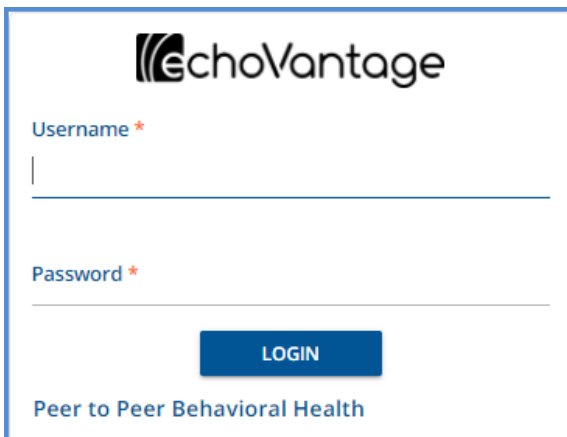 echoVantage
Username *
Password *
LOGIN
Peer to Peer Behavioral Health